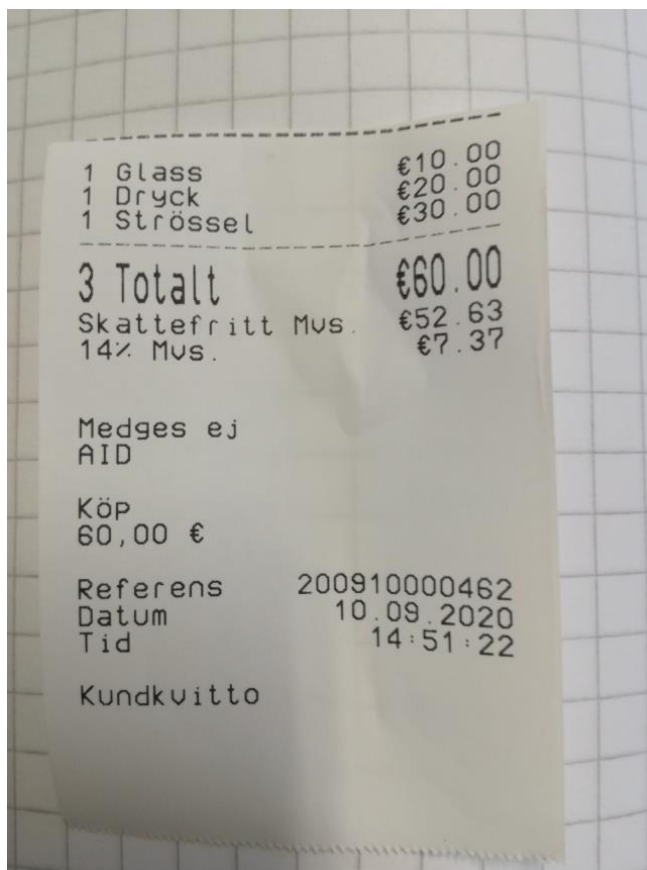 1 Glass €10.00
1 Dryck €20.00
1 Strössel €30.00
3 Totalt €60.00
Skattefritt Mvs. €52.63
14% Mvs. €7.37
Medges ej
AID
Köp
60,00 €
Referens 200910000462
Datum 10.09.2020
Tid 14:51:22
Kundkvitto